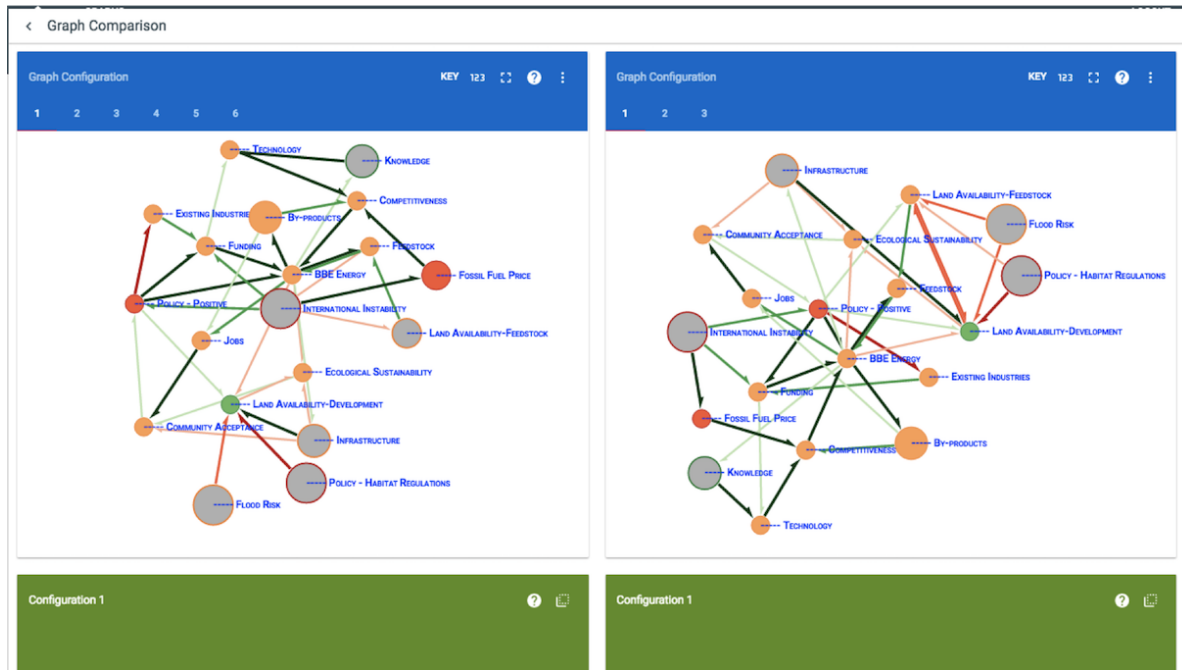 Graph Comparison
Graph Configuration
KEY 123
1 2 3 4 5 6
Technology
Knowledge
Competitiveness
Existing Industrie
By-products
Funding
Feedstock
BBE Energy
Fossil Fuel Price
Policy - Positive
International Instability
Land Availability-Feedstock
Jobs
Ecological Sustainability
Land Availability-Development
Community Acceptance
Infrastructure
Policy - Habitat Regulations
Flood Risk
Graph Configuration
KEY 123
1 2 3
Infrastructure
Land Availability-Feedstock
Flood Risk
Community Acceptance
Ecological Sustainability
Policy - Habitat Regulations
Feedstock
Jobs
Policy - Positive
International Instability
Land Availability-Development
BBE Energy
Existing Industries
Funding
Fossil Fuel Price
By-products
Competitiveness
Knowledge
Technology
Configuration 1
Configuration 1